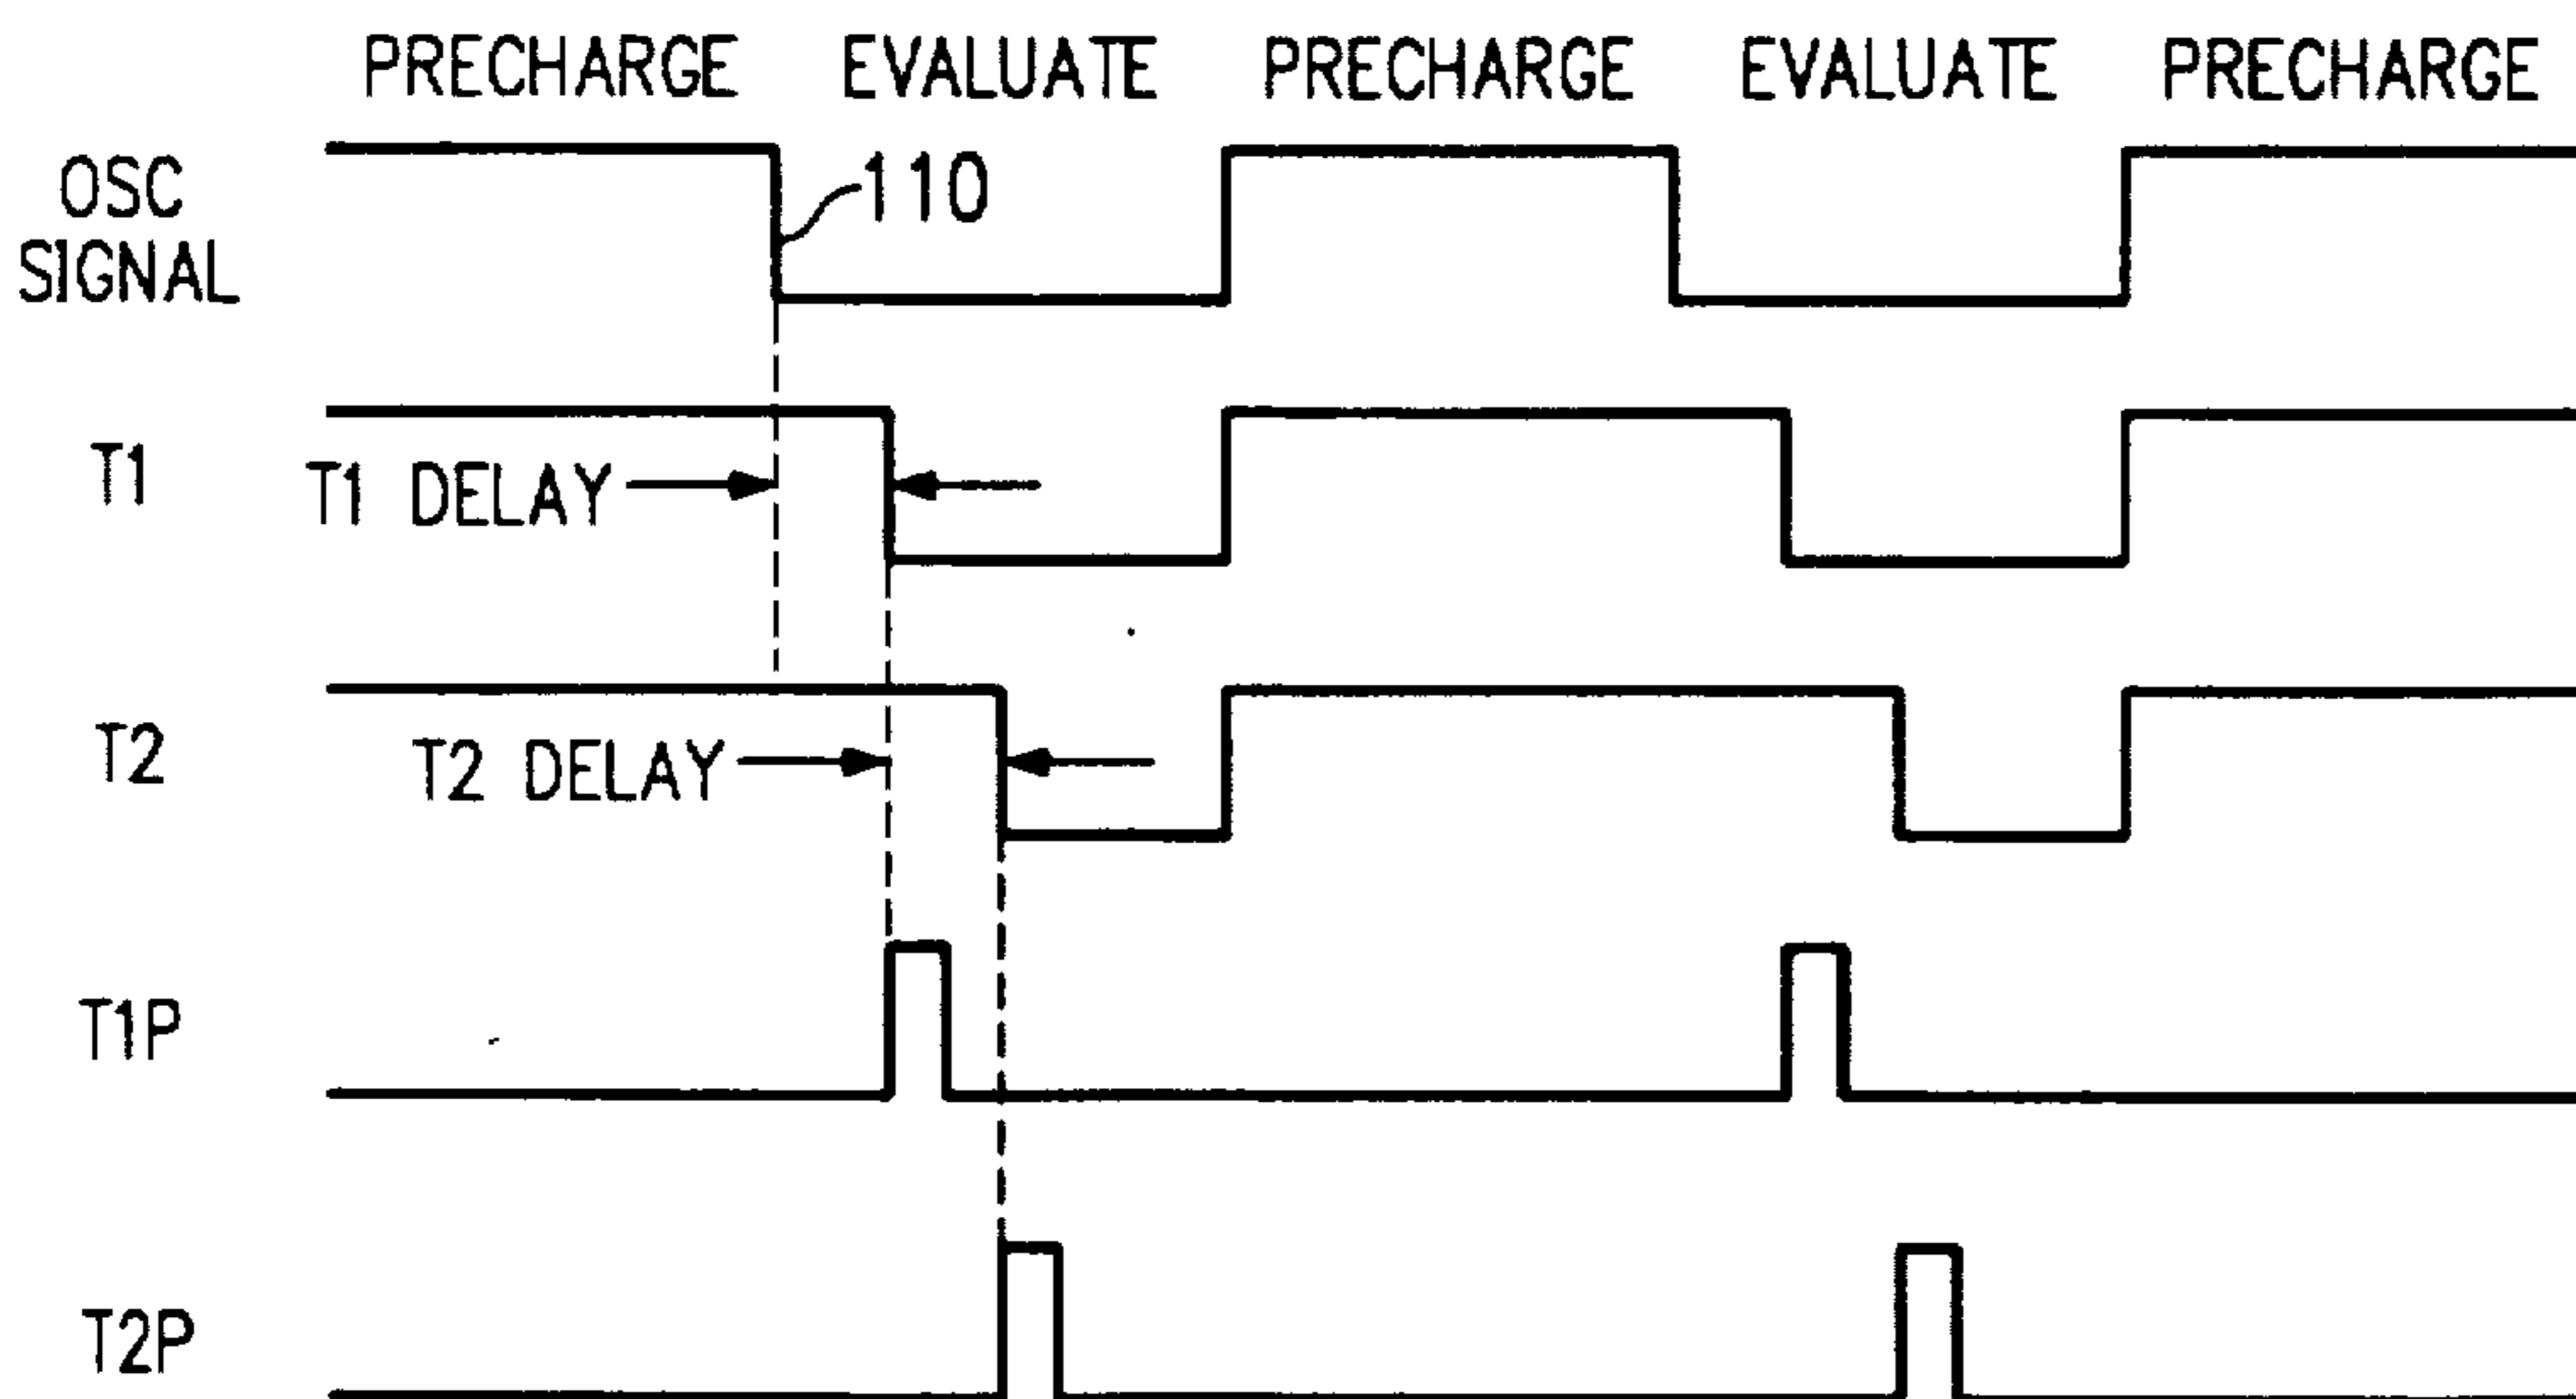 PRECHARGE EVALUATE PRECHARGE EVALUATE PRECHARGE
OSC
SIGNAL
110
T1
T1 DELAY
T2
T2 DELAY
T1P
T2P